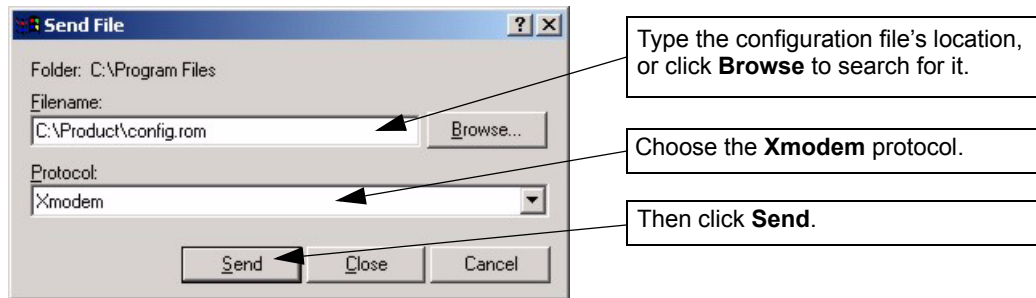 Send File
Folder: C:\Program Files
Filename:
C:\Product\config.rom
Browse...
Protocol:
Xmodem
Send
Close
Cancel
Type the configuration file’s location,
or click Browse to search for it.
Choose the Xmodem protocol.
Then click Send.